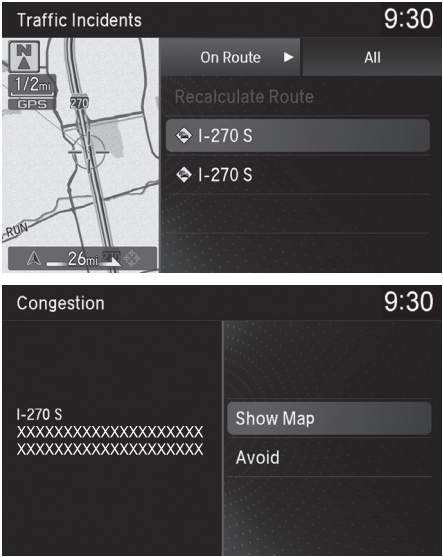 Traffic Incidents
9:30
N
1/2mi
GPS
270
-RUN
26mi
On Route
All
Recalculate Route
I-270 S
I-270 S
Congestion
9:30
I-270 S
XXXXXXXXXXXXXXXXXXXX
XXXXXXXXXXXXXXXXXXXX
Show Map
Avoid